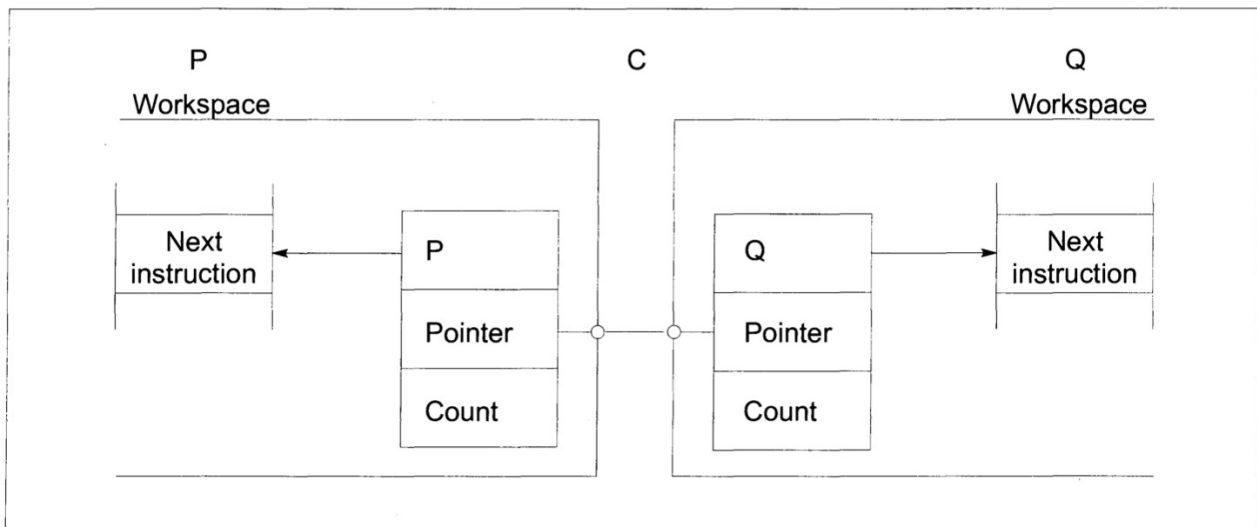 P
C
Q
Workspace
Workspace
Next
instruction
P
Pointer
Count
Q
Pointer
Count
Next
instruction